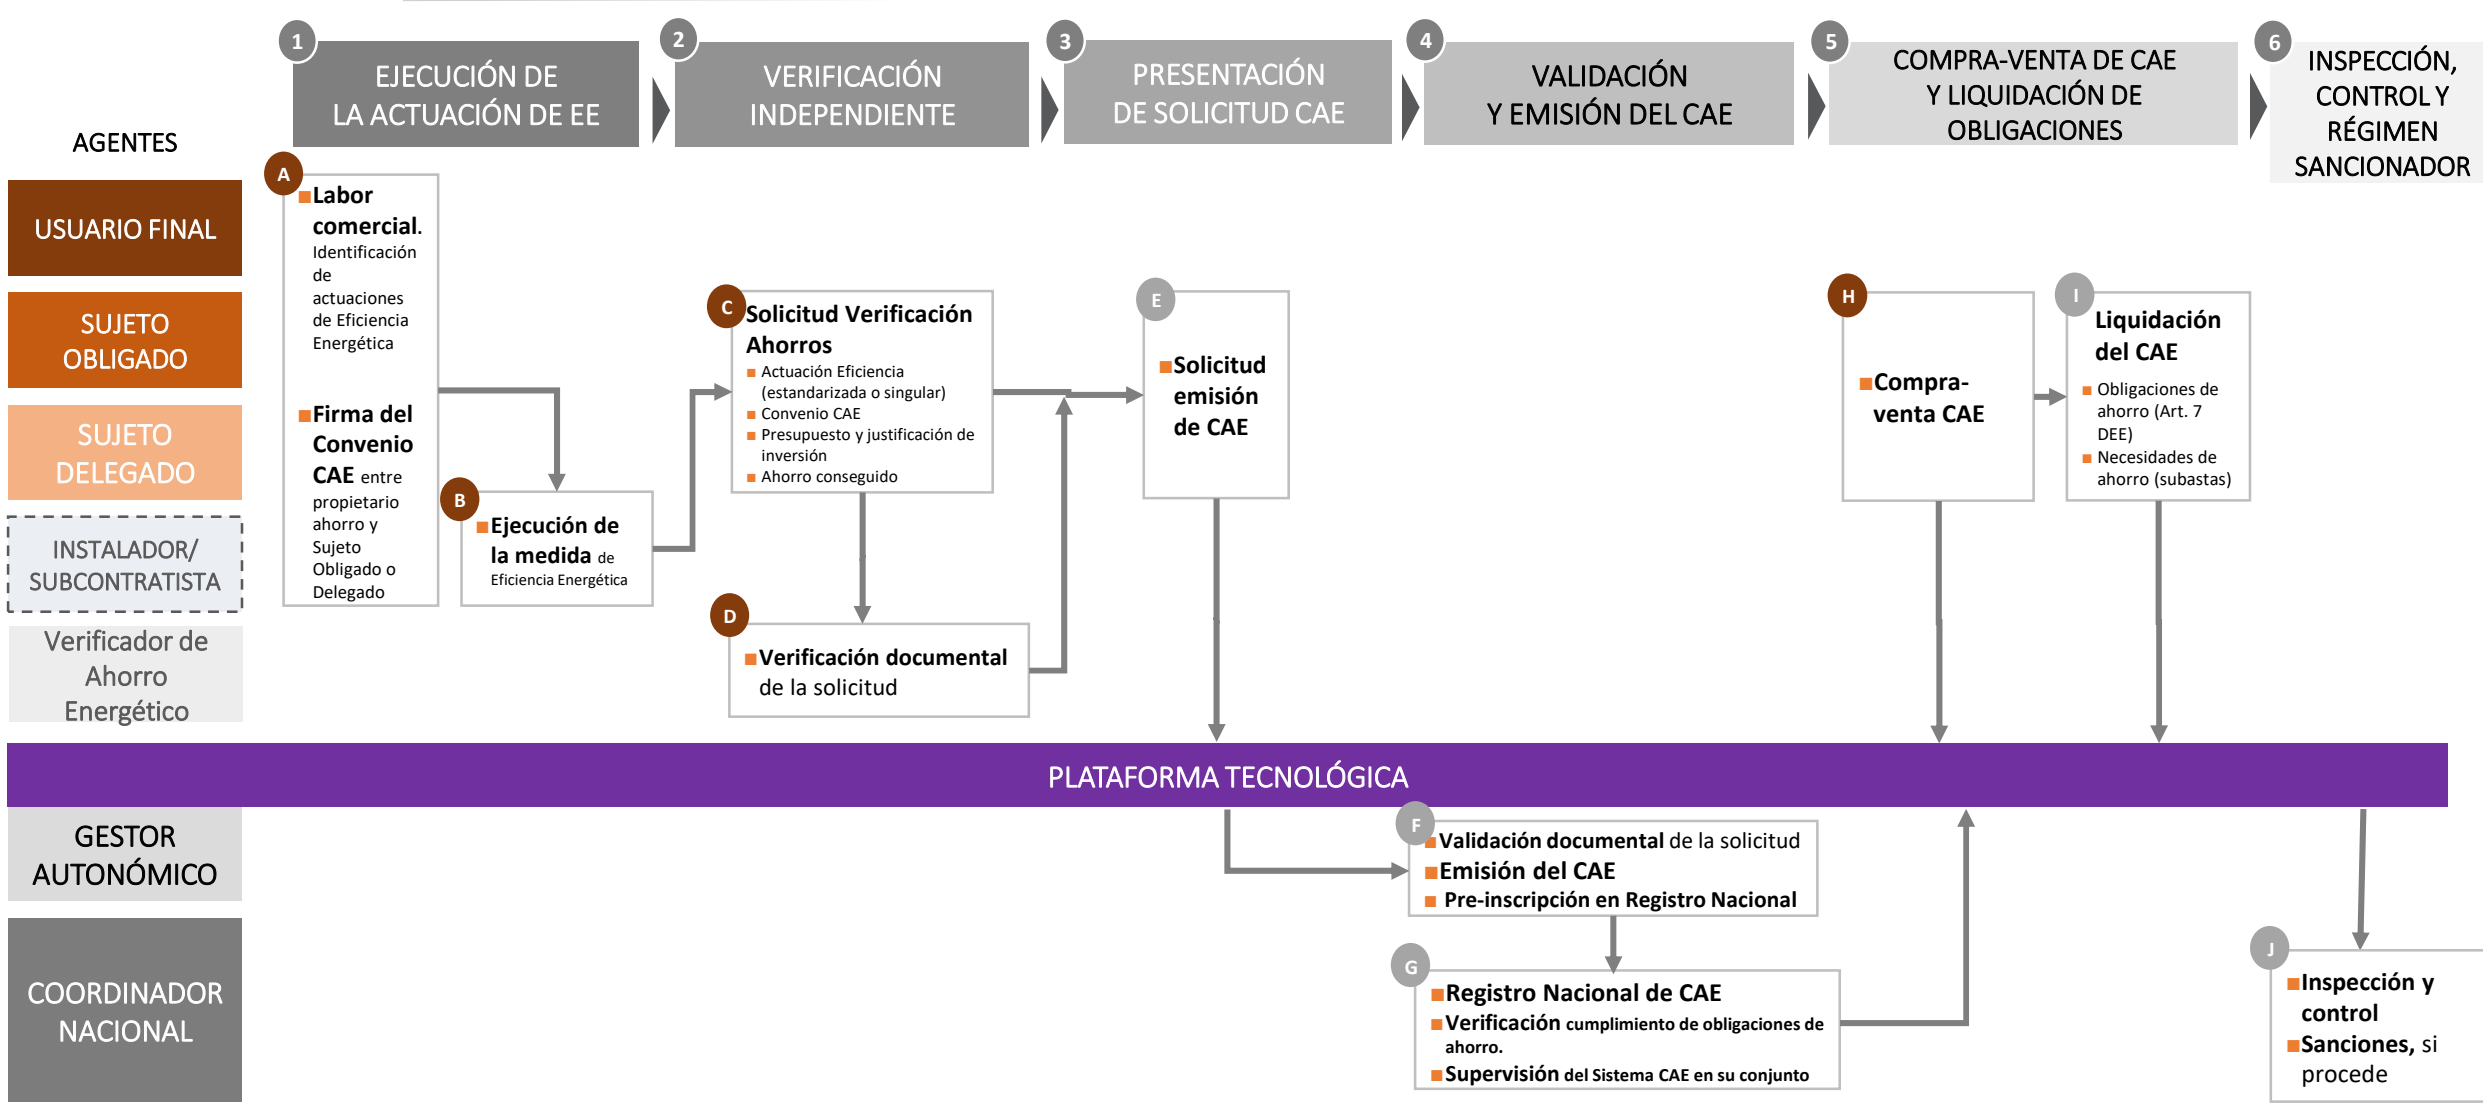 1
EJECUCIÓN DE
LA ACTUACIÓN DE EE
2
VERIFICACIÓN
INDEPENDIENTE
3
PRESENTACIÓN
DE SOLICITUD CAE
4
VALIDACIÓN
Y EMISIÓN DEL CAE
5
COMPRA-VENTA DE CAE
Y LIQUIDACIÓN DE
OBLIGACIONES
6
INSPECCIÓN,
CONTROL Y
RÉGIMEN
SANCIONADOR
AGENTES
USUARIO FINAL
SUJETO
OBLIGADO
SUJETO
DELEGADO
INSTALADOR/
SUBCONTRATISTA
Verificador de
Ahorro
Energético
A
Labor
comercial.
Identificación
de
actuaciones
de Eficiencia
Energética
Firma del
Convenio
CAE entre
propietario
ahorro y
Sujeto
Obligado o
Delegado
B
Ejecución de
la medida de
Eficiencia Energética
C
Solicitud Verificación
Ahorros
Actuación Eficiencia
(estandarizada o singular)
Convenio CAE
Presupuesto y justificación de
inversión
Ahorro conseguido
D
Verificación documental
de la solicitud
E
Solicitud
emisión
de CAE
H
Compra-
venta CAE
I
Liquidación
del CAE
Obligaciones de
ahorro (Art. 7
DEE)
Necesidades de
ahorro (subastas)
PLATAFORMA TECNOLÓGICA
GESTOR
AUTONÓMICO
COORDINADOR
NACIONAL
F
Validación documental de la solicitud
Emisión del CAE
Pre-inscripción en Registro Nacional
G
Registro Nacional de CAE
Verificación cumplimiento de obligaciones de
ahorro.
Supervisión del Sistema CAE en su conjunto
J
Inspección y
control
Sanciones, si
procede